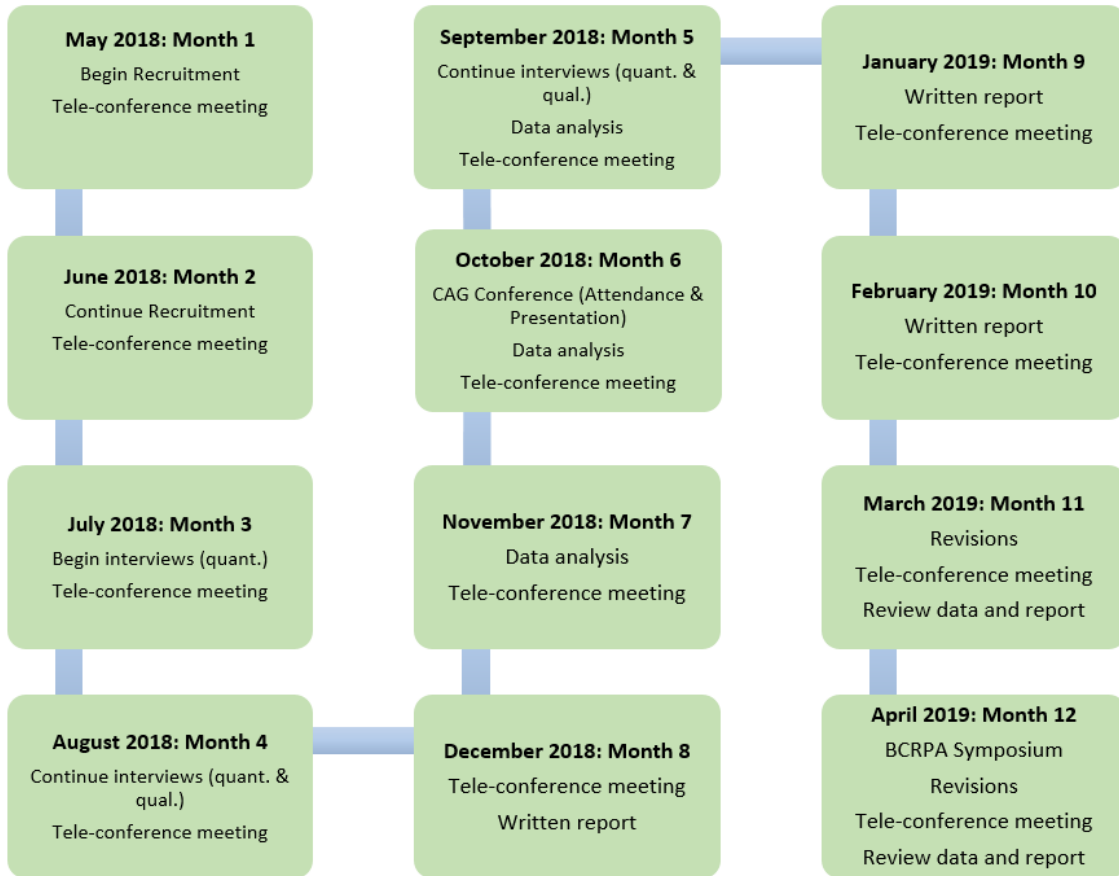 May 2018: Month 1
Begin Recruitment
Tele-conference meeting
June 2018: Month 2
Continue Recruitment
Tele-conference meeting
July 2018: Month 3
Begin interviews (quant.)
Tele-conference meeting
August 2018: Month 4
Continue interviews (quant. &
qual.)
Tele-conference meeting
September 2018: Month 5
Continue interviews (quant. &
qual.)
Data analysis
Tele-conference meeting
October 2018: Month 6
CAG Conference (Attendance &
Presentation)
Data analysis
Tele-conference meeting
November 2018: Month 7
Data analysis
Tele-conference meeting
December 2018: Month 8
Tele-conference meeting
Written report
January 2019: Month 9
Written report
Tele-conference meeting
February 2019: Month 10
Written report
Tele-conference meeting
March 2019: Month 11
Revisions
Tele-conference meeting
Review data and report
April 2019: Month 12
BCRPA Symposium
Revisions
Tele-conference meeting
Review data and report